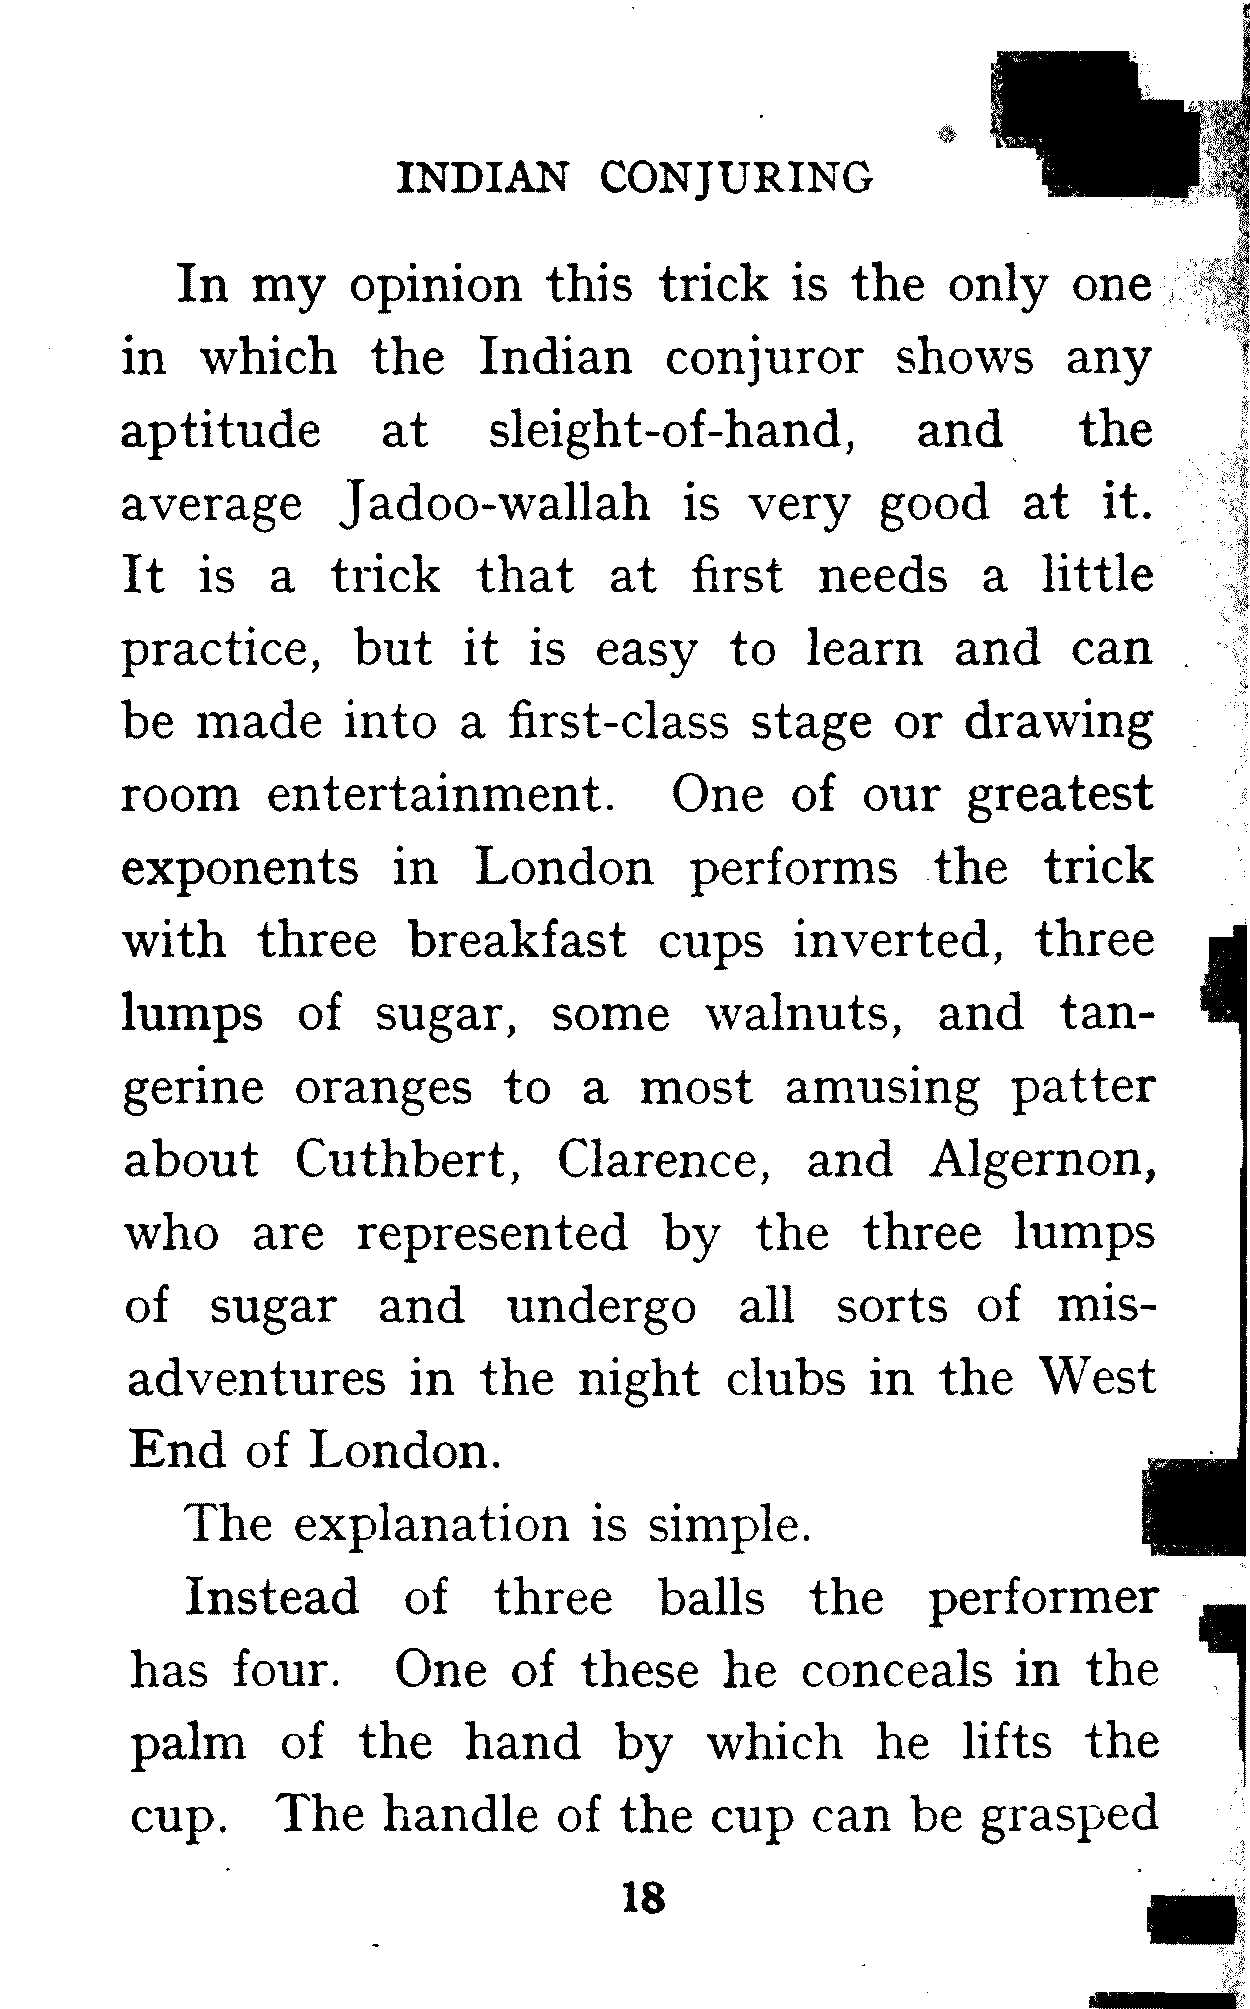 INDIAN CONJURING
In my opinion this trick is the only one
in which the Indian conjuror shows any
aptitude at sleight-of-hand, and the
average Jadoo-wallah is very good at it.
It is a trick that at first needs a little
practice, but it is easy to learn and can
be made into a first-class stage or drawing
room entertainment. One of our greatest
exponents in London performs the trick
with three breakfast cups inverted, three
lumps of sugar, some walnuts, and tan-
gerine oranges to a most amusing patter
about Cuthbert, Clarence, and Algernon,
who are represented by the three lumps
of sugar and undergo all sorts of mis-
adventures in the night clubs in the West
End of London.
The explanation is simple.
Instead of three balls the performer
has four. One of these he conceals in the
palm of the hand by which he lifts the
cup. The handle of the cup can be grasped
18